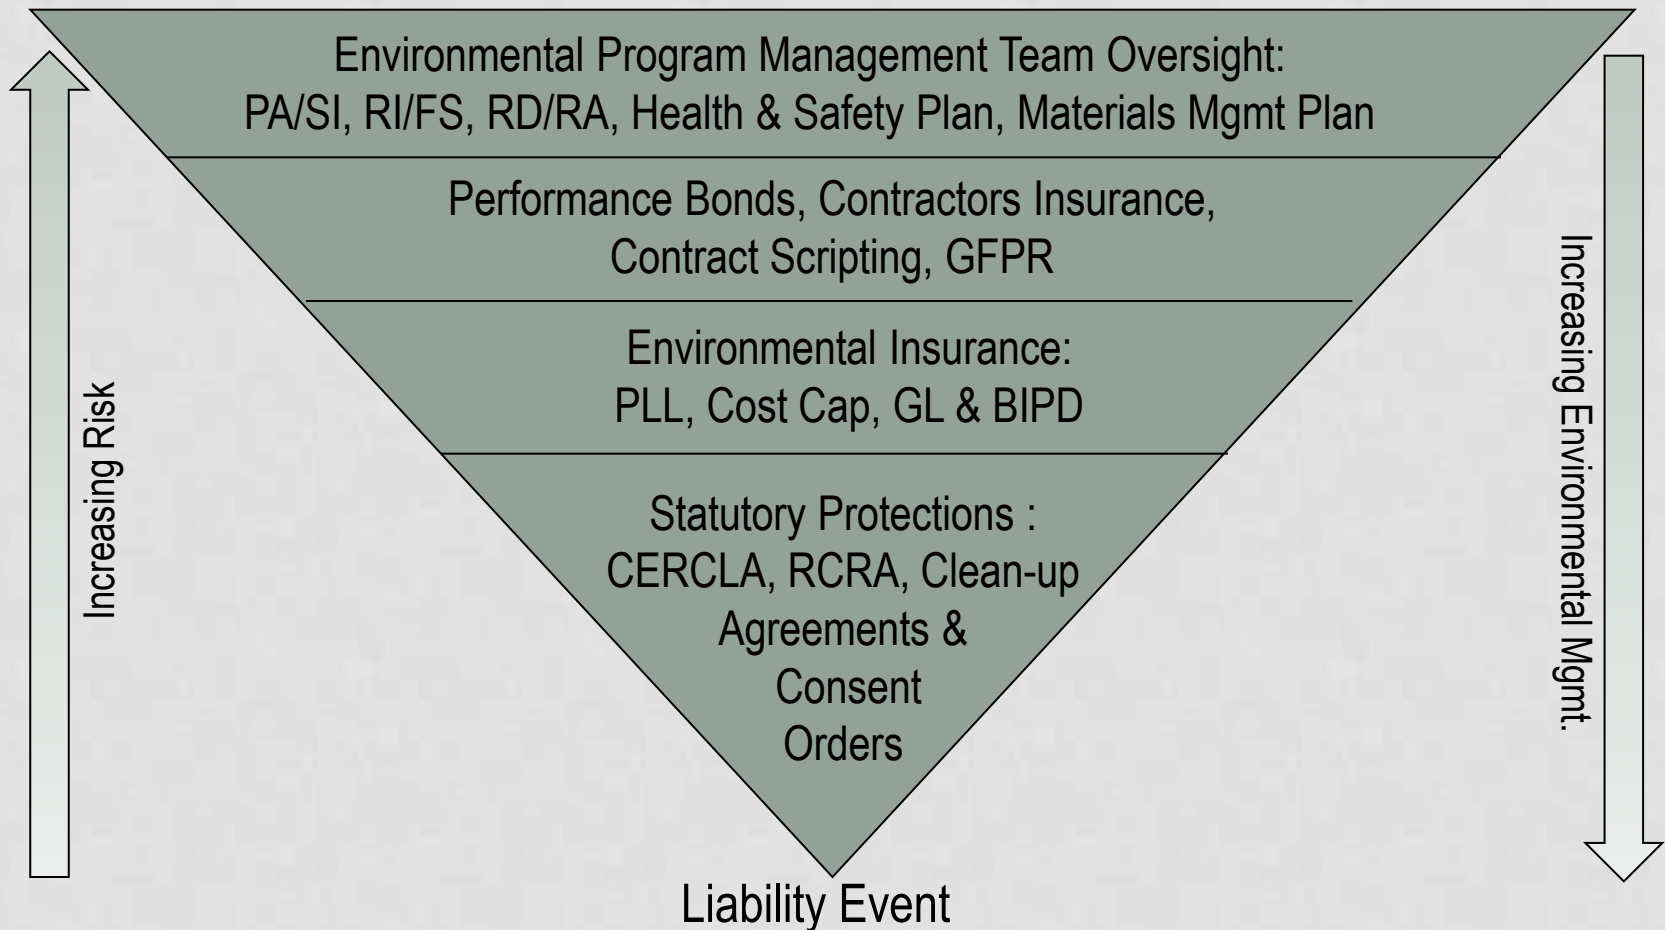 Environmental Program Management Team Oversight:
PA/SI, RI/FS, RD/RA, Health & Safety Plan, Materials Mgmt Plan
Performance Bonds, Contractors Insurance,
Contract Scripting, GFPR
Environmental Insurance:
PLL, Cost Cap, GL & BIPD
Statutory Protections :
CERCLA, RCRA, Clean-up
Agreements &
Consent
Orders
Liability Event
Increasing Risk
Increasing Environmental Mgmt.